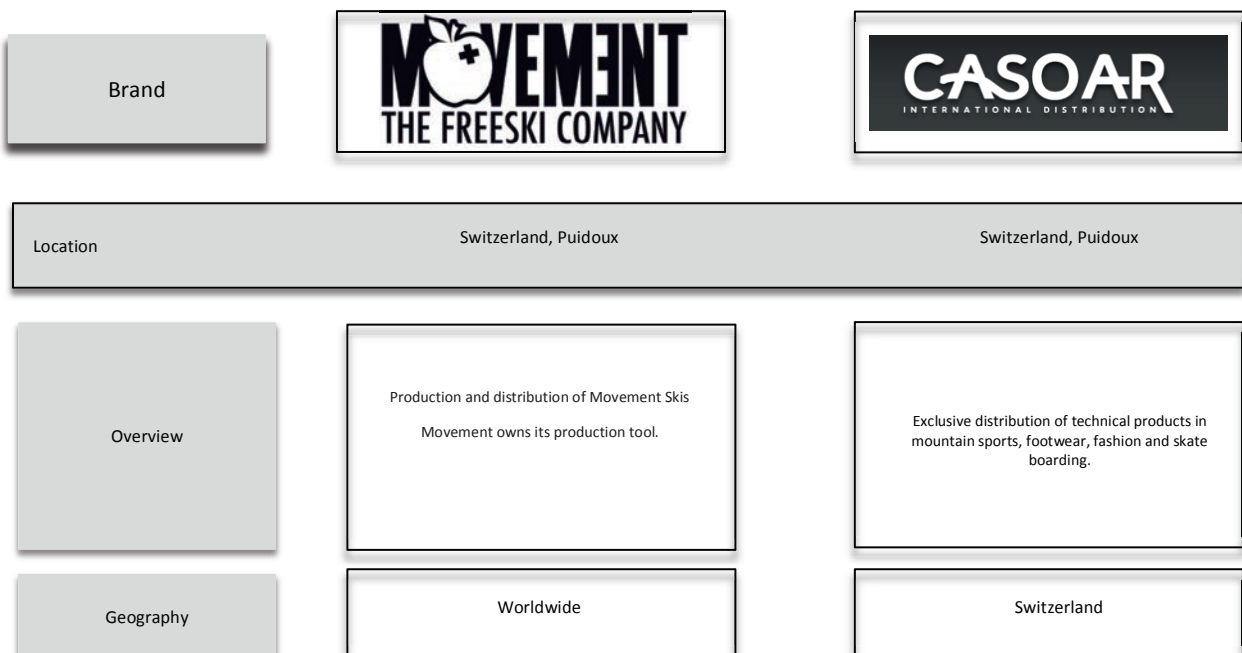 Brand
MOVEMENT
THE FREESKI COMPANY
CASOAR
INTERNATIONAL DISTRIBUTION
Location
Switzerland, Puidoux
Switzerland, Puidoux
Overview
Production and distribution of Movement Skis
Movement owns its production tool.
Exclusive distribution of technical products in
mountain sports, footwear, fashion and skate
boarding.
Geography
Worldwide
Switzerland